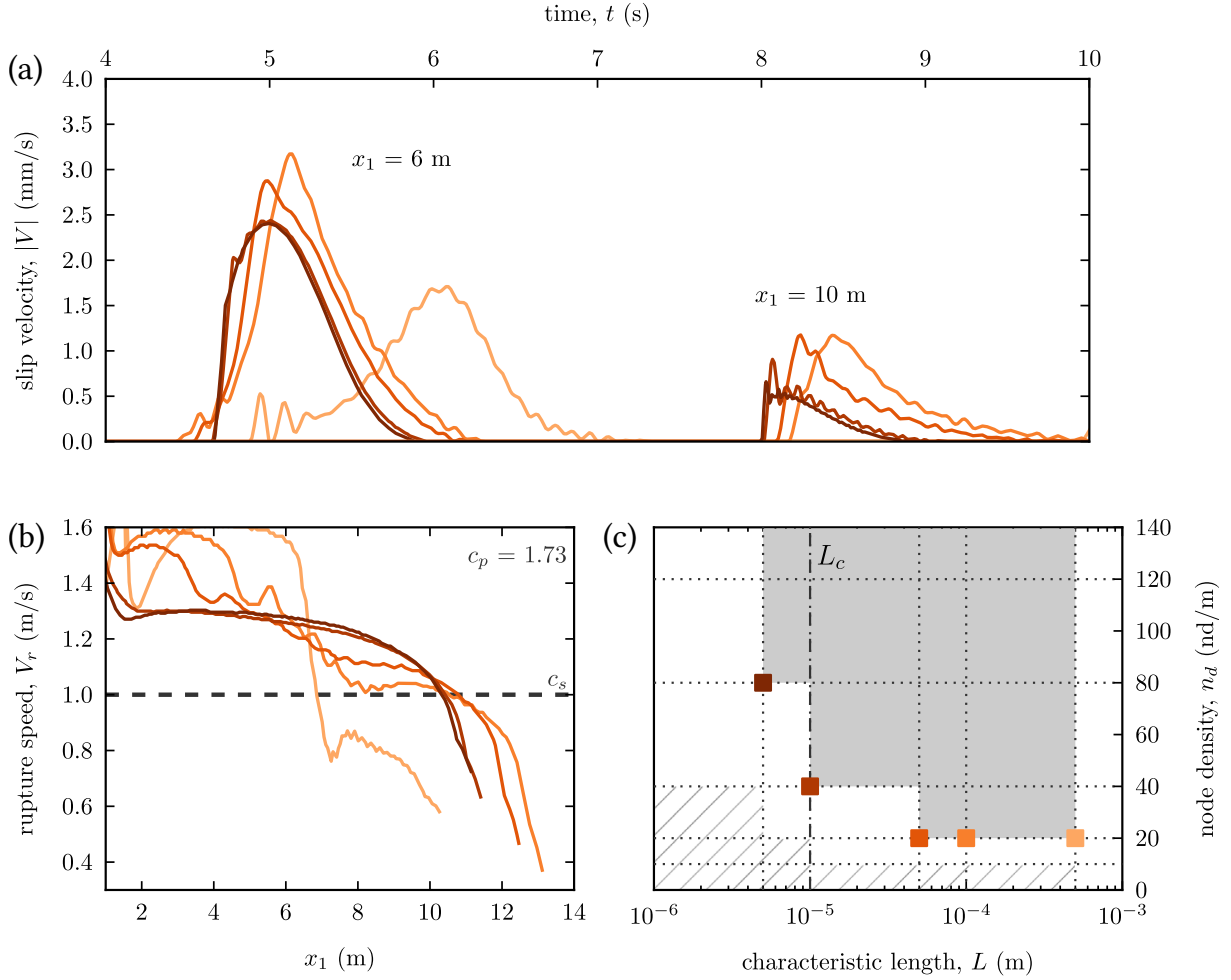 time, t (s)
(a)
4 5 6 7 8 9 10
4.0
3.5
3.0
2.5
2.0
1.5
1.0
0.5
0.0
slip velocity, |V| (mm/s)
x₁ = 6 m
x₁ = 10 m
(b)
1.6
1.4
1.2
1.0
0.8
0.6
0.4
rupture speed, Vᵣ (m/s)
cₚ = 1.73
cₛ
2 4 6 8 10 12 14
x₁ (m)
(c)
L_c
140
120
100
80
60
40
20
0
node density, n_d (nd/m)
10⁻⁶ 10⁻⁵ 10⁻⁴ 10⁻³
characteristic length, L (m)